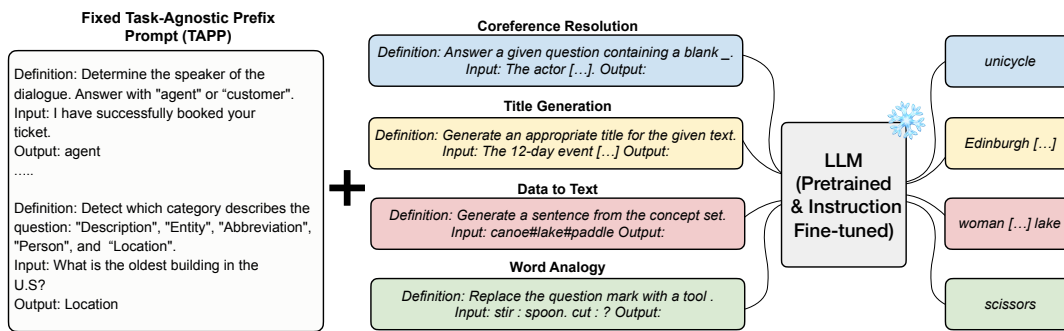 Fixed Task-Agnostic Prefix
Prompt (TAPP)
Definition: Determine the speaker of the
dialogue. Answer with "agent" or “customer".
Input: I have successfully booked your
ticket.
Output: agent
.....
Definition: Detect which category describes the
question: "Description", "Entity", "Abbreviation",
"Person", and “Location".
Input: What is the oldest building in the
U.S?
Output: Location
+
Coreference Resolution
Definition: Answer a given question containing a blank _.
Input: The actor […]. Output:
Title Generation
Definition: Generate an appropriate title for the given text.
Input: The 12-day event […] Output:
Data to Text
Definition: Generate a sentence from the concept set.
Input: canoe#lake#paddle Output:
Word Analogy
Definition: Replace the question mark with a tool .
Input: stir : spoon. cut : ? Output:
LLM
(Pretrained
& Instruction
Fine-tuned)
unicycle
Edinburgh […]
woman […] lake
scissors